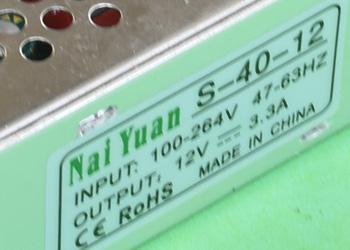 Nai Yuan S-40-12
INPUT: 100-264V 47-63HZ
OUTPUT: 12V ⎓ 3.3A
CE RoHS MADE IN CHINA